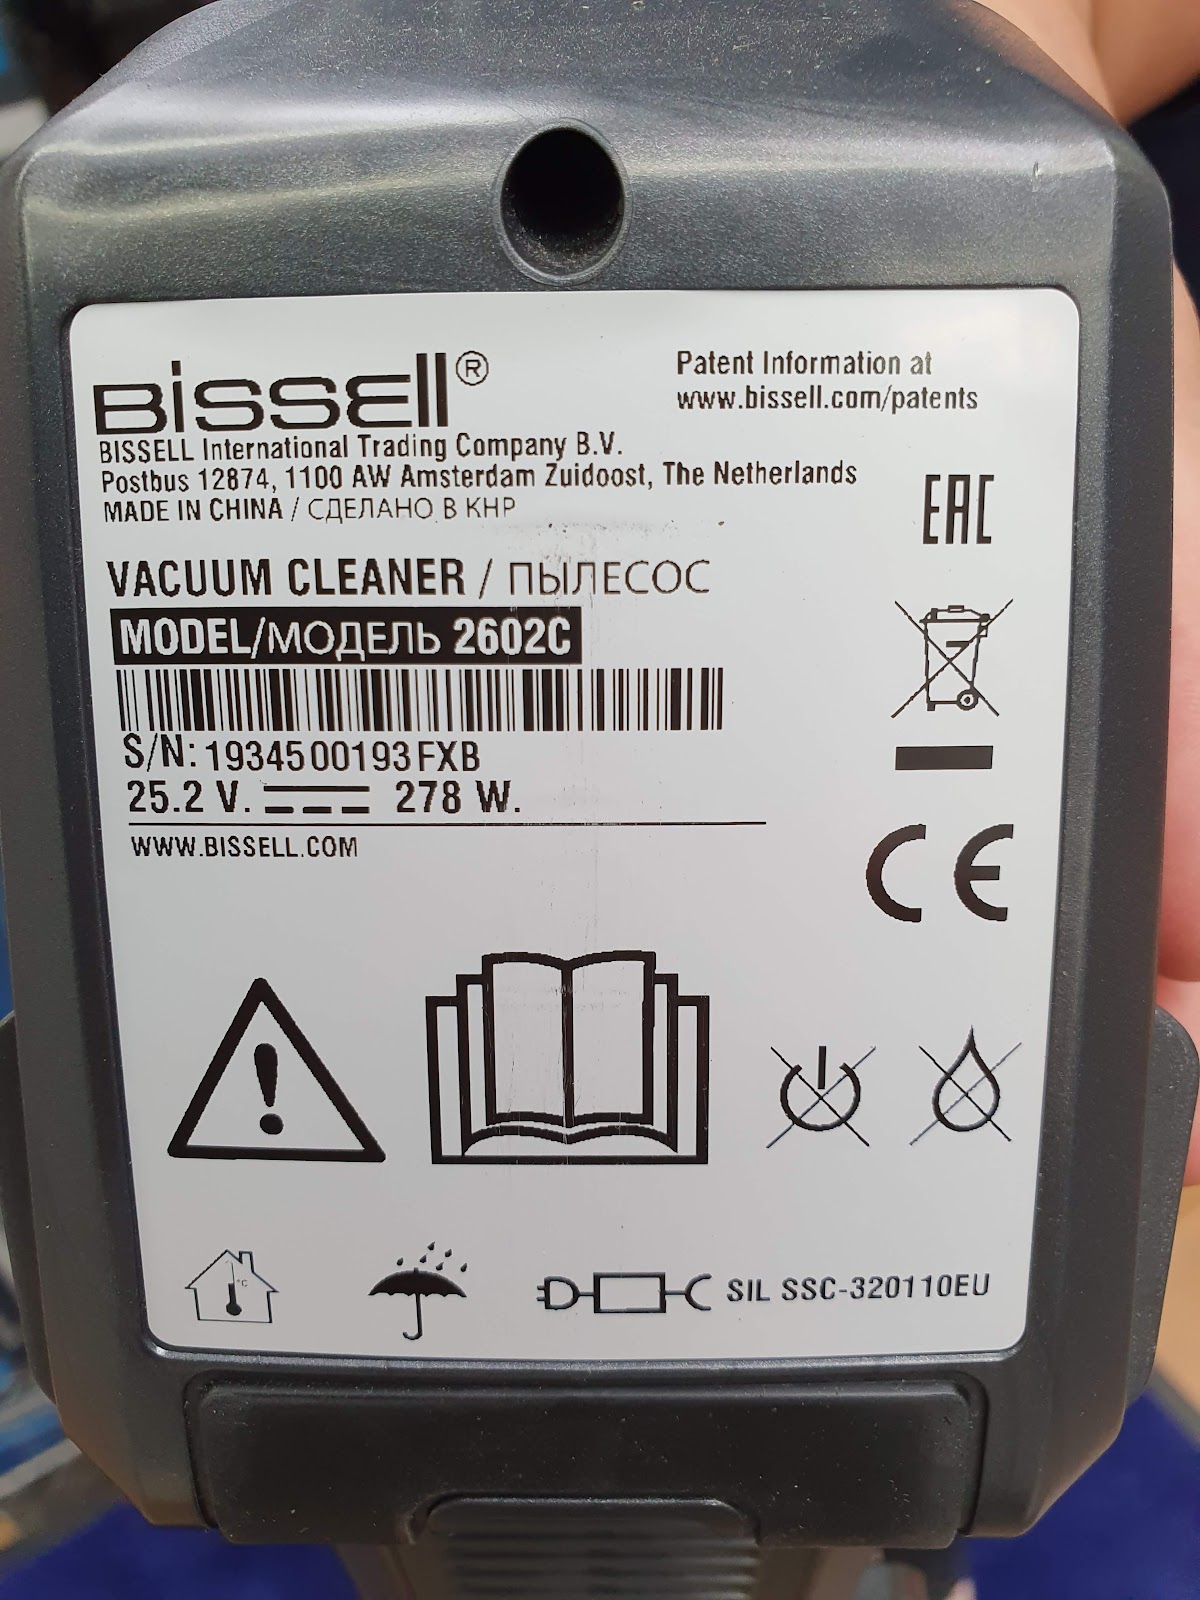 Bissell®
Patent Information at
www.bissell.com/patents
BISSELL International Trading Company B.V.
Postbus 12874, 1100 AW Amsterdam Zuidoost, The Netherlands
MADE IN CHINA / СДЕЛАНО В КНР
EAC
VACUUM CLEANER / ПЫЛЕСОС
MODEL/МОДЕЛЬ 2602C
S/N: 1934500193FXB
25.2 V. 278 W.
WWW.BISSELL.COM
CE
°C
SIL SSC-320110EU